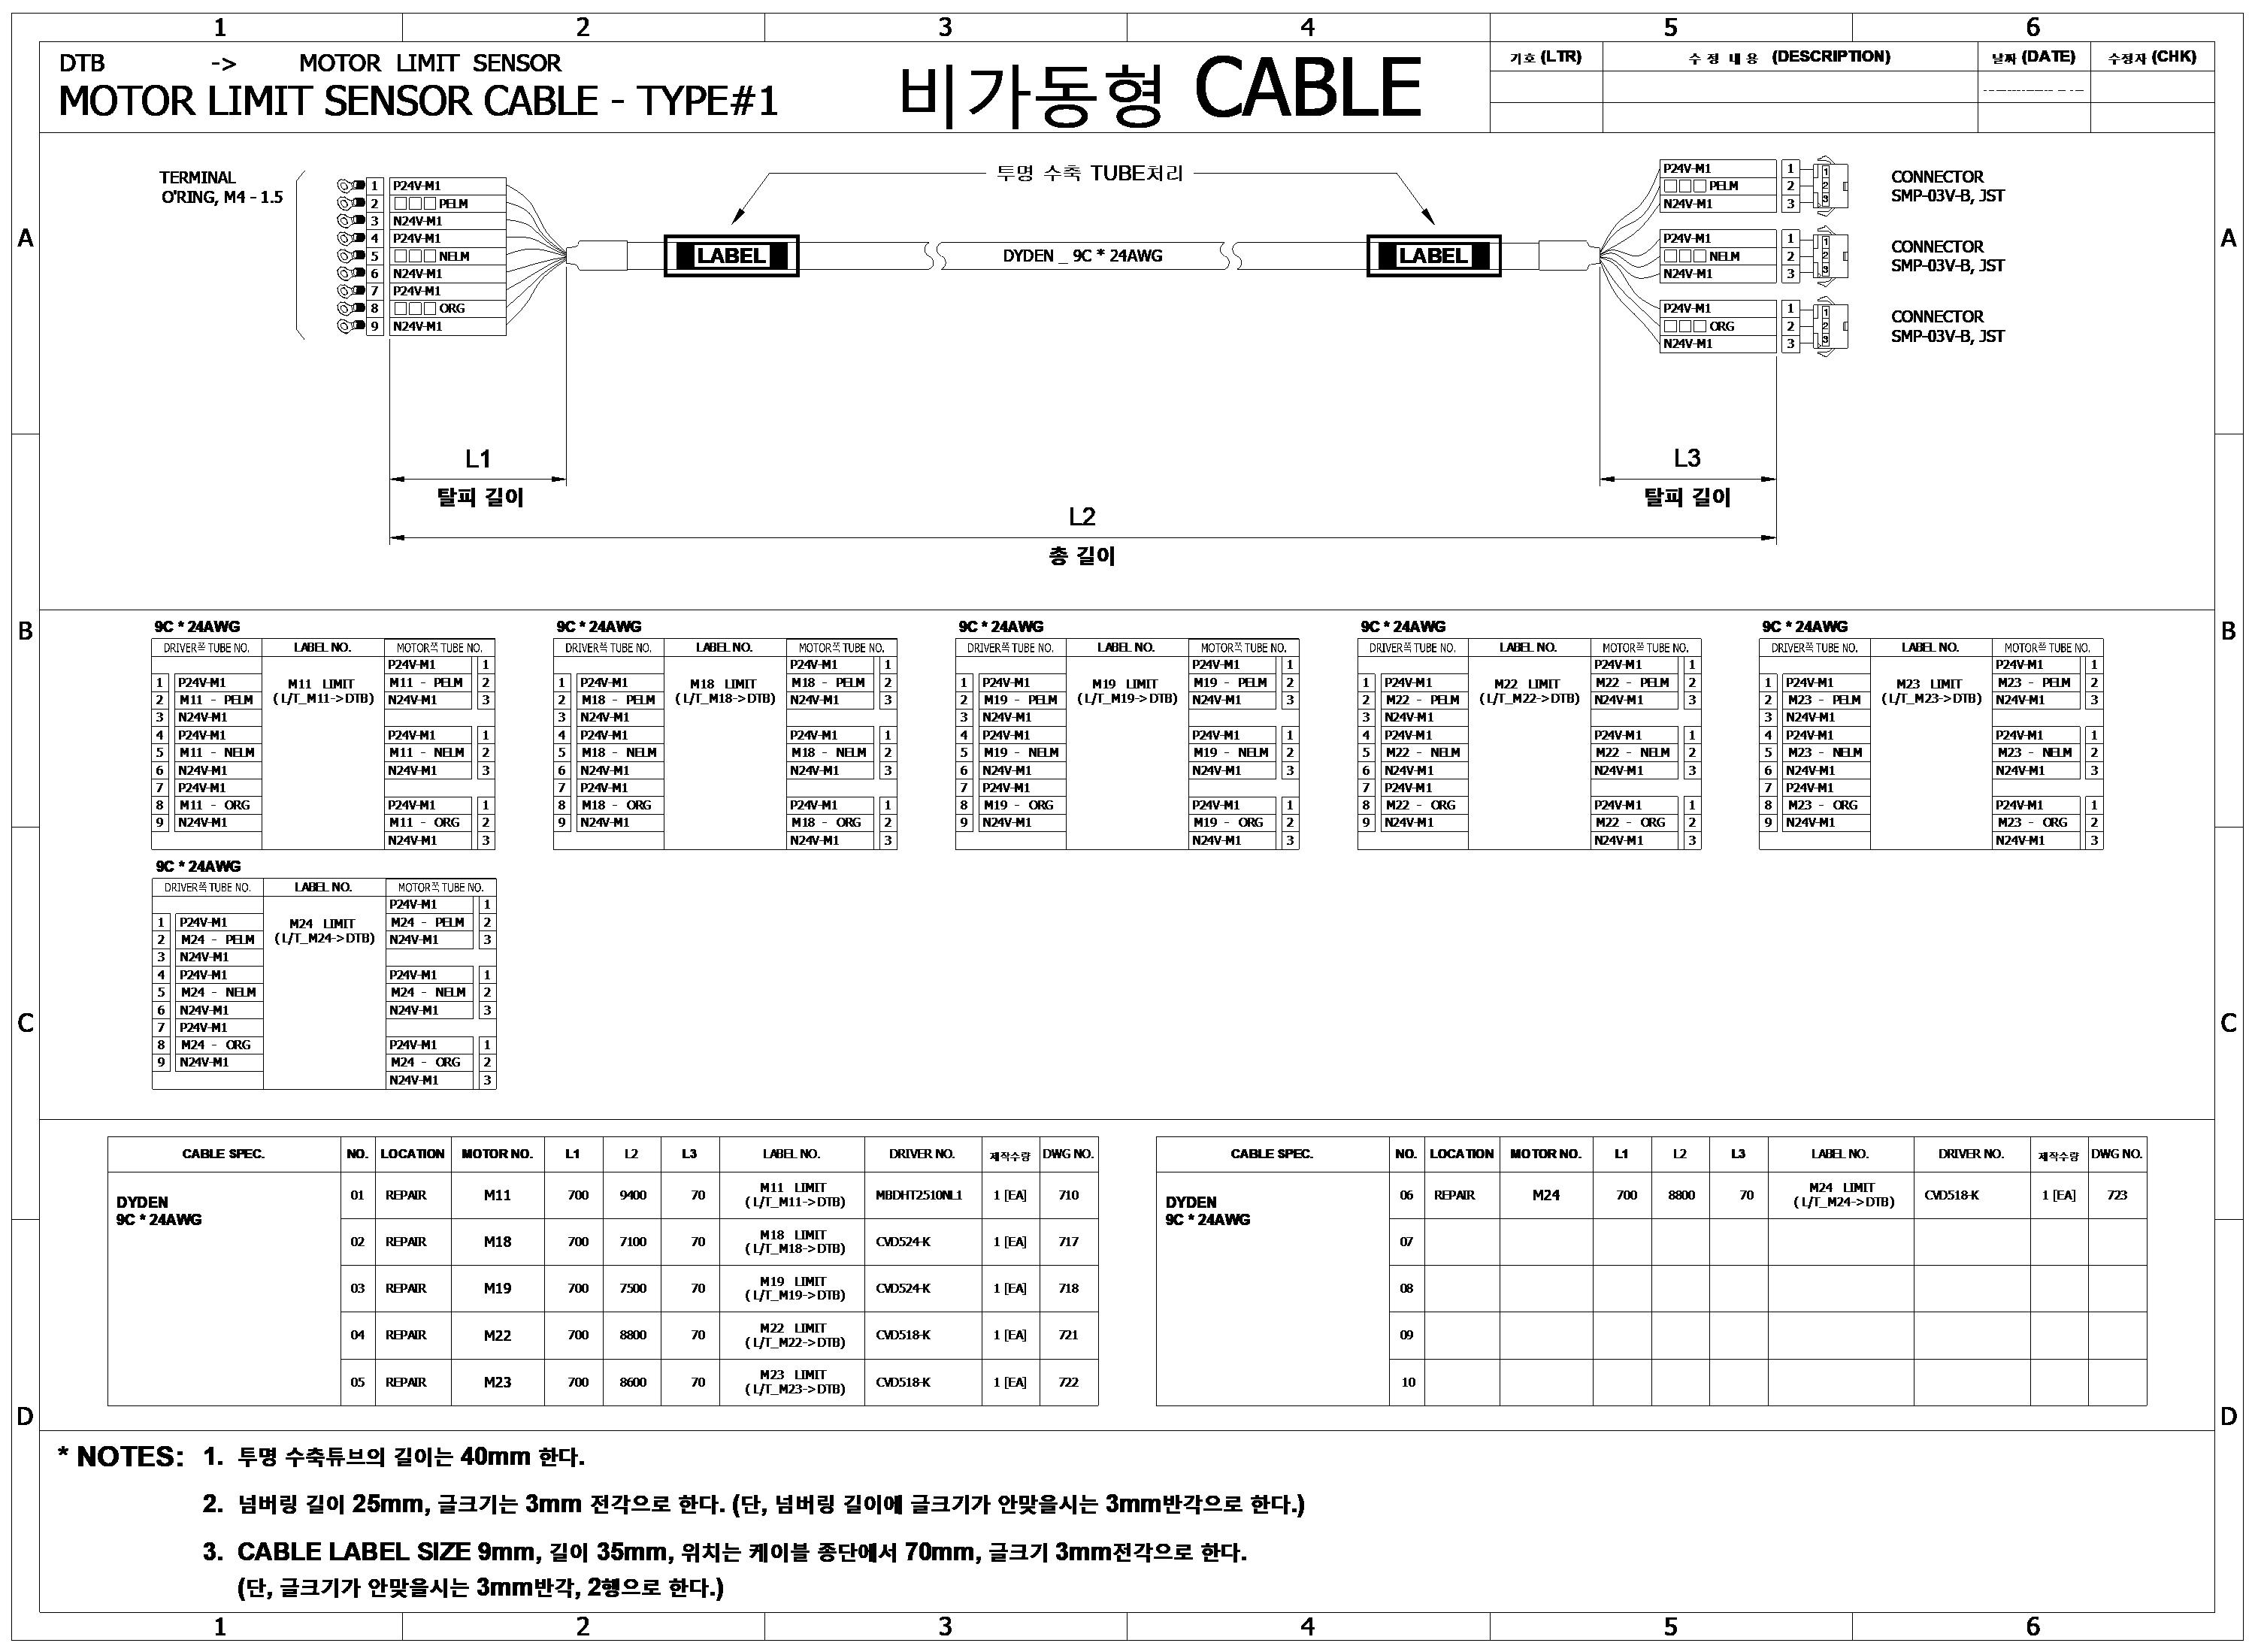 1 2 3 4 5 6
DTB -> MOTOR LIMIT SENSOR
MOTOR LIMIT SENSOR CABLE - TYPE#1
비가동형 CABLE
기호 (LTR) 수 정 내 용 (DESCRIPTION) 날짜 (DATE) 수정자 (CHK)
A A
TERMINAL
O'RING, M4 - 1.5
1 P24V-M1
2 □□□ PELM
3 N24V-M1
4 P24V-M1
5 □□□ NELM
6 N24V-M1
7 P24V-M1
8 □□□ ORG
9 N24V-M1
투명 수축 TUBE처리
LABEL
DYDEN _ 9C * 24AWG
LABEL
P24V-M1 1 1
□□□ PELM 2 2
N24V-M1 3 3
CONNECTOR
SMP-03V-B, JST
P24V-M1 1 1
□□□ NELM 2 2
N24V-M1 3 3
CONNECTOR
SMP-03V-B, JST
P24V-M1 1 1
□□□ ORG 2 2
N24V-M1 3 3
CONNECTOR
SMP-03V-B, JST
L1
탈피 길이
L3
탈피 길이
L2
총 길이
B B
9C * 24AWG
DRIVER쪽 TUBE NO. LABEL NO. MOTOR쪽 TUBE NO.
P24V-M1 1
1 P24V-M1 M11 LIMIT M11 - PELM 2
2 M11 - PELM (L/T_M11->DTB) N24V-M1 3
3 N24V-M1
4 P24V-M1 P24V-M1 1
5 M11 - NELM M11 - NELM 2
6 N24V-M1 N24V-M1 3
7 P24V-M1
8 M11 - ORG P24V-M1 1
9 N24V-M1 M11 - ORG 2
N24V-M1 3
9C * 24AWG
DRIVER쪽 TUBE NO. LABEL NO. MOTOR쪽 TUBE NO.
P24V-M1 1
1 P24V-M1 M18 LIMIT M18 - PELM 2
2 M18 - PELM (L/T_M18->DTB) N24V-M1 3
3 N24V-M1
4 P24V-M1 P24V-M1 1
5 M18 - NELM M18 - NELM 2
6 N24V-M1 N24V-M1 3
7 P24V-M1
8 M18 - ORG P24V-M1 1
9 N24V-M1 M18 - ORG 2
N24V-M1 3
9C * 24AWG
DRIVER쪽 TUBE NO. LABEL NO. MOTOR쪽 TUBE NO.
P24V-M1 1
1 P24V-M1 M19 LIMIT M19 - PELM 2
2 M19 - PELM (L/T_M19->DTB) N24V-M1 3
3 N24V-M1
4 P24V-M1 P24V-M1 1
5 M19 - NELM M19 - NELM 2
6 N24V-M1 N24V-M1 3
7 P24V-M1
8 M19 - ORG P24V-M1 1
9 N24V-M1 M19 - ORG 2
N24V-M1 3
9C * 24AWG
DRIVER쪽 TUBE NO. LABEL NO. MOTOR쪽 TUBE NO.
P24V-M1 1
1 P24V-M1 M22 LIMIT M22 - PELM 2
2 M22 - PELM (L/T_M22->DTB) N24V-M1 3
3 N24V-M1
4 P24V-M1 P24V-M1 1
5 M22 - NELM M22 - NELM 2
6 N24V-M1 N24V-M1 3
7 P24V-M1
8 M22 - ORG P24V-M1 1
9 N24V-M1 M22 - ORG 2
N24V-M1 3
9C * 24AWG
DRIVER쪽 TUBE NO. LABEL NO. MOTOR쪽 TUBE NO.
P24V-M1 1
1 P24V-M1 M23 LIMIT M23 - PELM 2
2 M23 - PELM (L/T_M23->DTB) N24V-M1 3
3 N24V-M1
4 P24V-M1 P24V-M1 1
5 M23 - NELM M23 - NELM 2
6 N24V-M1 N24V-M1 3
7 P24V-M1
8 M23 - ORG P24V-M1 1
9 N24V-M1 M23 - ORG 2
N24V-M1 3
9C * 24AWG
DRIVER쪽 TUBE NO. LABEL NO. MOTOR쪽 TUBE NO.
P24V-M1 1
1 P24V-M1 M24 LIMIT M24 - PELM 2
2 M24 - PELM (L/T_M24->DTB) N24V-M1 3
3 N24V-M1
4 P24V-M1 P24V-M1 1
5 M24 - NELM M24 - NELM 2
6 N24V-M1 N24V-M1 3
7 P24V-M1
8 M24 - ORG P24V-M1 1
9 N24V-M1 M24 - ORG 2
N24V-M1 3
C C
CABLE SPEC. NO. LOCATION MOTOR NO. L1 L2 L3 LABEL NO. DRIVER NO. 제작수량 DWG NO.
DYDEN
9C * 24AWG
01 REPAIR M11 700 9400 70 M11 LIMIT (L/T_M11->DTB) MBDHT2510NL1 1 [EA] 710
02 REPAIR M18 700 7100 70 M18 LIMIT (L/T_M18->DTB) CVD524-K 1 [EA] 717
03 REPAIR M19 700 7500 70 M19 LIMIT (L/T_M19->DTB) CVD524-K 1 [EA] 718
04 REPAIR M22 700 8800 70 M22 LIMIT (L/T_M22->DTB) CVD518-K 1 [EA] 721
05 REPAIR M23 700 8600 70 M23 LIMIT (L/T_M23->DTB) CVD518-K 1 [EA] 722
CABLE SPEC. NO. LOCATION MOTOR NO. L1 L2 L3 LABEL NO. DRIVER NO. 제작수량 DWG NO.
DYDEN
9C * 24AWG
06 REPAIR M24 700 8800 70 M24 LIMIT (L/T_M24->DTB) CVD518-K 1 [EA] 723
07
08
09
10
D D
* NOTES: 1. 투명 수축튜브의 길이는 40mm 한다.
2. 넘버링 길이 25mm, 글크기는 3mm 전각으로 한다. (단, 넘버링 길이에 글크기가 안맞을시는 3mm반각으로 한다.)
3. CABLE LABEL SIZE 9mm, 길이 35mm, 위치는 케이블 종단에서 70mm, 글크기 3mm전각으로 한다.
(단, 글크기가 안맞을시는 3mm반각, 2행으로 한다.)
1 2 3 4 5 6